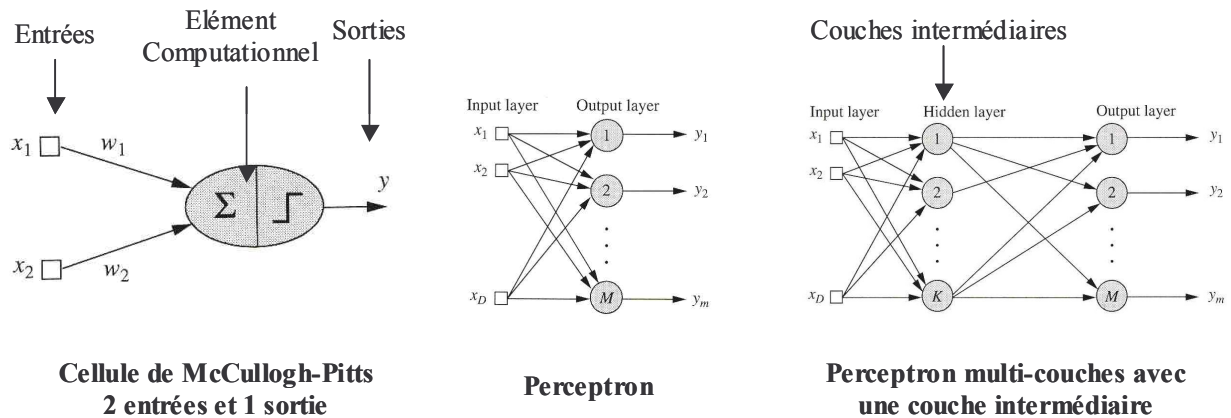 Entrées
Elément
Computationnel
Sorties
x1
w1
Σ
y
x2
w2
Cellule de McCullogh-Pitts
2 entrées et 1 sortie
Input layer
Output layer
x1
1
y1
x2
2
y2
xD
M
ym
Perceptron
Couches intermédiaires
Input layer
Hidden layer
Output layer
x1
1
1
y1
x2
2
2
y2
xD
K
M
ym
Perceptron multi-couches avec
une couche intermédiaire